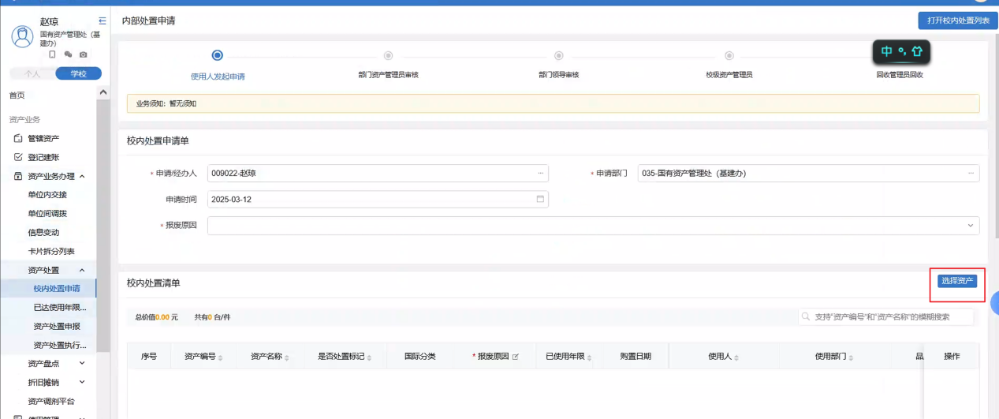 赵琼
国有资产管理处（基
建办）
个人 学校
首页
资产业务
管辖资产
登记建账
资产业务办理
单位内交接
单位间调拨
信息变动
卡片拆分列表
资产处置
校内处置申请
已达使用年限...
资产处置申报
资产处置执行...
资产盘点
折旧摊销
资产调剂平台
内部处置申请
打开校内处置列表
中
使用人发起申请 部门资产管理员审核 部门领导审核 校级资产管理员 回收管理员回收
业务须知：暂无须知
校内处置申请单
* 申请/经办人 009022-赵琼 ... * 申请部门 035-国有资产管理处（基建办） ...
申请时间 2025-03-12
* 报废原因
校内处置清单
选择资产
总价值0.00 元 共有0 台/件
支持"资产编号"和"资产名称"的模糊搜索
序号 资产编号 资产名称 是否处置标记 国际分类 * 报废原因 已使用年限 购置日期 使用人 使用部门 品 操作